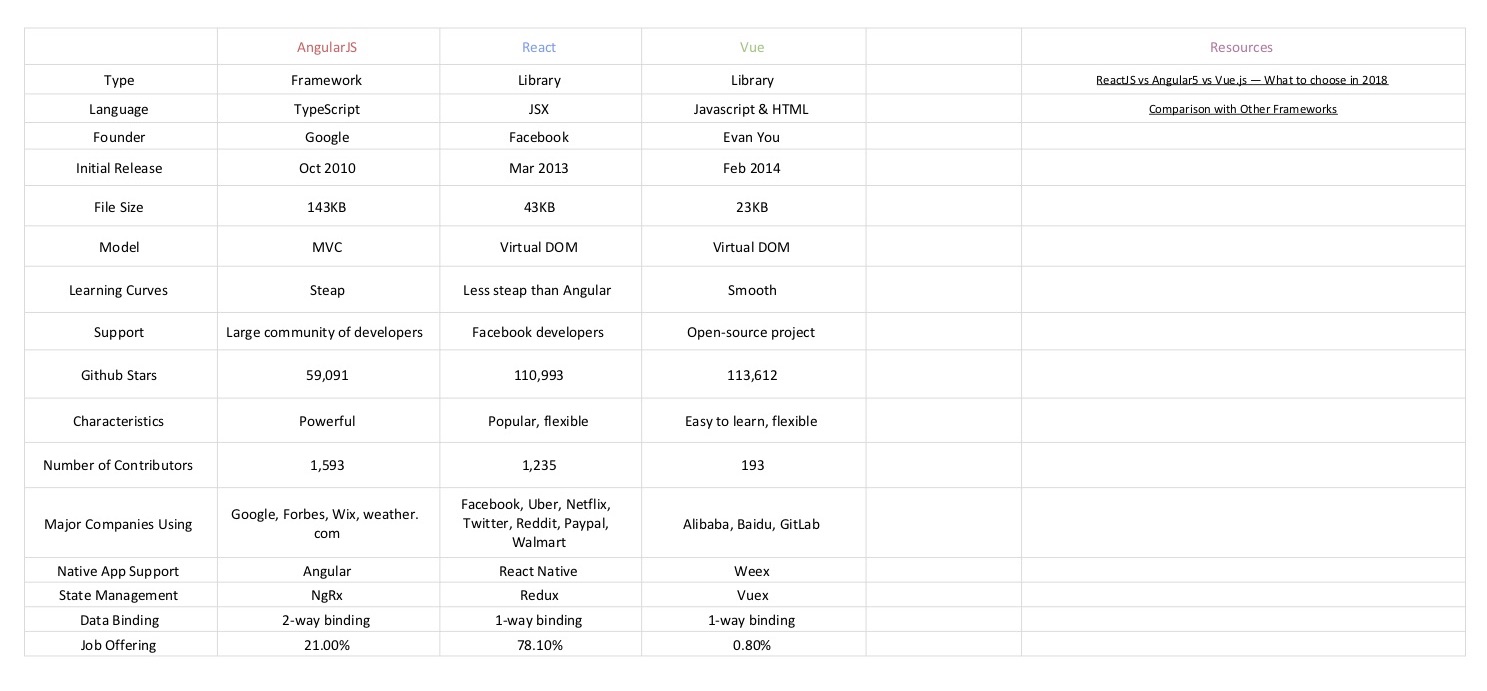 AngularJS React Vue Resources
Type Framework Library Library ReactJS vs Angular5 vs Vue.js — What to choose in 2018
Language TypeScript JSX Javascript & HTML Comparison with Other Frameworks
Founder Google Facebook Evan You
Initial Release Oct 2010 Mar 2013 Feb 2014
File Size 143KB 43KB 23KB
Model MVC Virtual DOM Virtual DOM
Learning Curves Steap Less steap than Angular Smooth
Support Large community of developers Facebook developers Open-source project
Github Stars 59,091 110,993 113,612
Characteristics Powerful Popular, flexible Easy to learn, flexible
Number of Contributors 1,593 1,235 193
Major Companies Using
Google, Forbes, Wix, weather.
com
Facebook, Uber, Netflix,
Twitter, Reddit, Paypal,
Walmart
Alibaba, Baidu, GitLab
Native App Support Angular React Native Weex
State Management NgRx Redux Vuex
Data Binding 2-way binding 1-way binding 1-way binding
Job Offering 21.00% 78.10% 0.80%